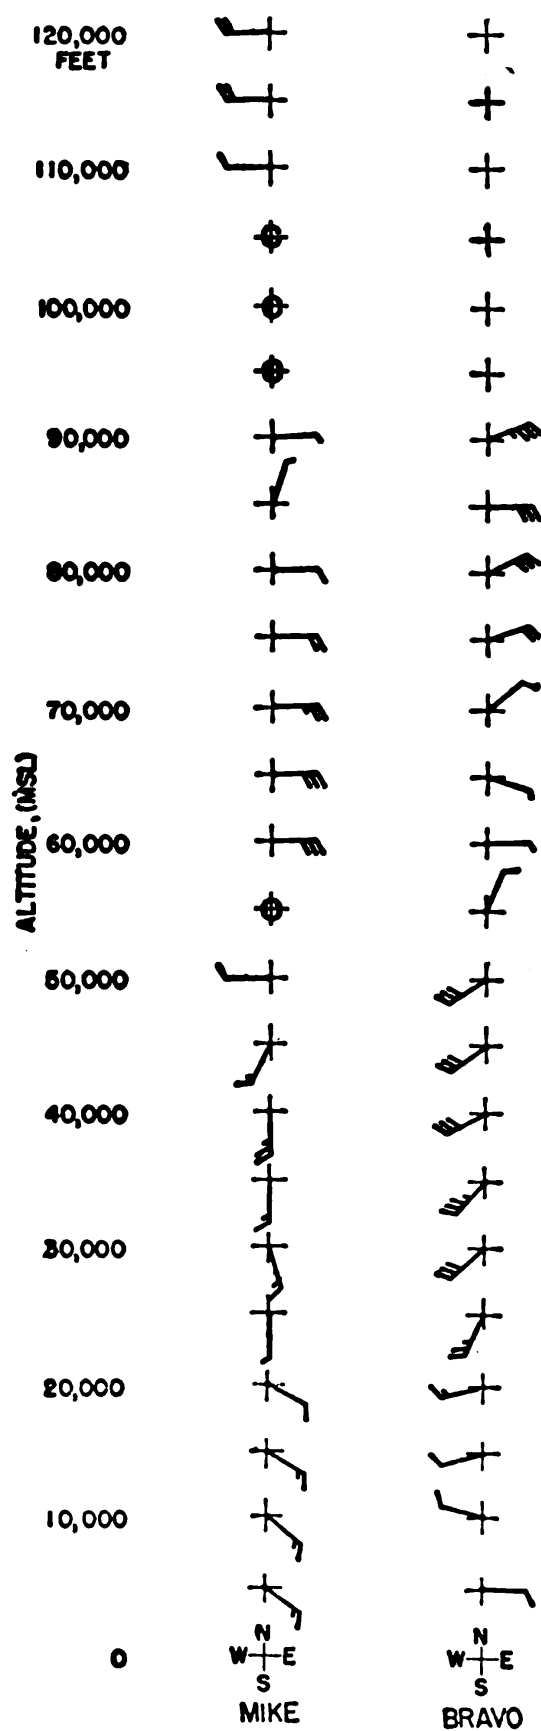 120,000
FEET
110,000
100,000
90,000
80,000
70,000
ALTITUDE, (MSL)
60,000
50,000
40,000
30,000
20,000
10,000
0
N
W E
S
MIKE
N
W E
S
BRAVO